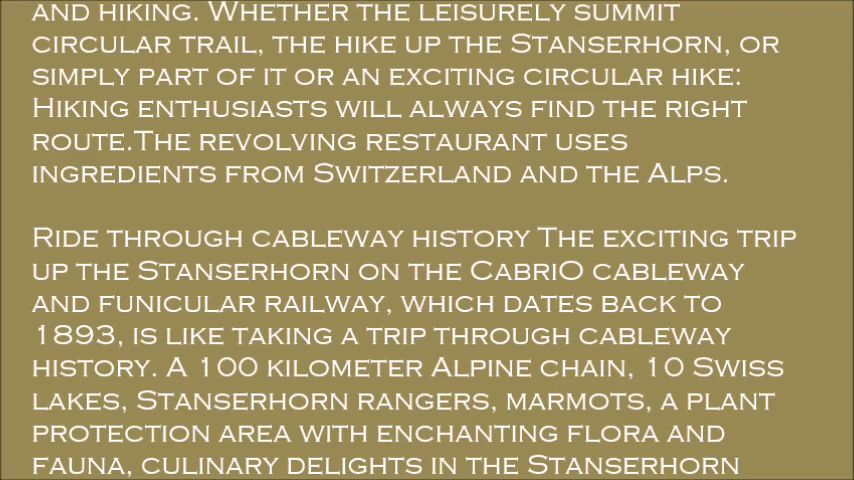 and hiking. Whether the leisurely summit
circular trail, the hike up the Stanserhorn, or
simply part of it or an exciting circular hike:
Hiking enthusiasts will always find the right
route.The revolving restaurant uses
ingredients from Switzerland and the Alps.
Ride through cableway history The exciting trip
up the Stanserhorn on the CabriO cableway
and funicular railway, which dates back to
1893, is like taking a trip through cableway
history. A 100 kilometer Alpine chain, 10 Swiss
lakes, Stanserhorn rangers, marmots, a plant
protection area with enchanting flora and
fauna, culinary delights in the Stanserhorn